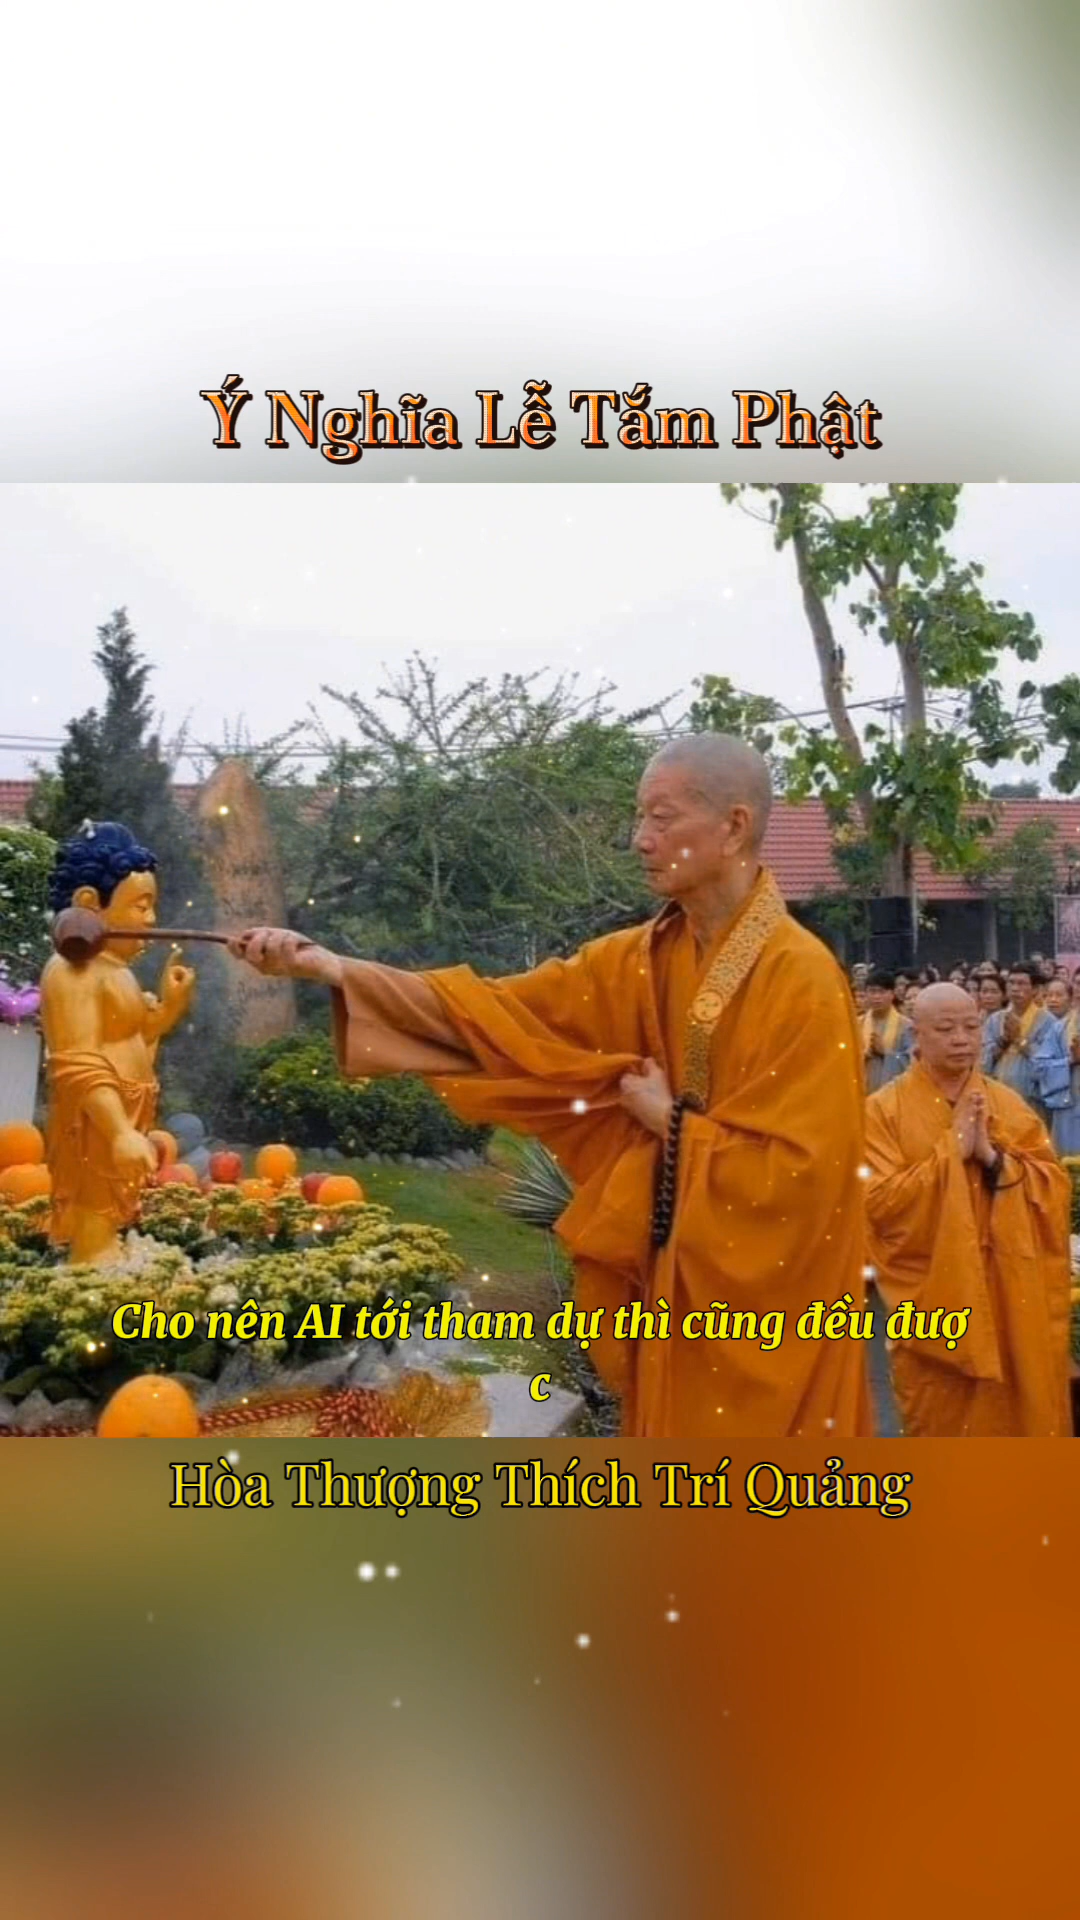 Ý Nghĩa Lễ Tắm Phật
Cho nên AI tới tham dự thì cũng đều đượ
c
Hòa Thượng Thích Trí Quảng